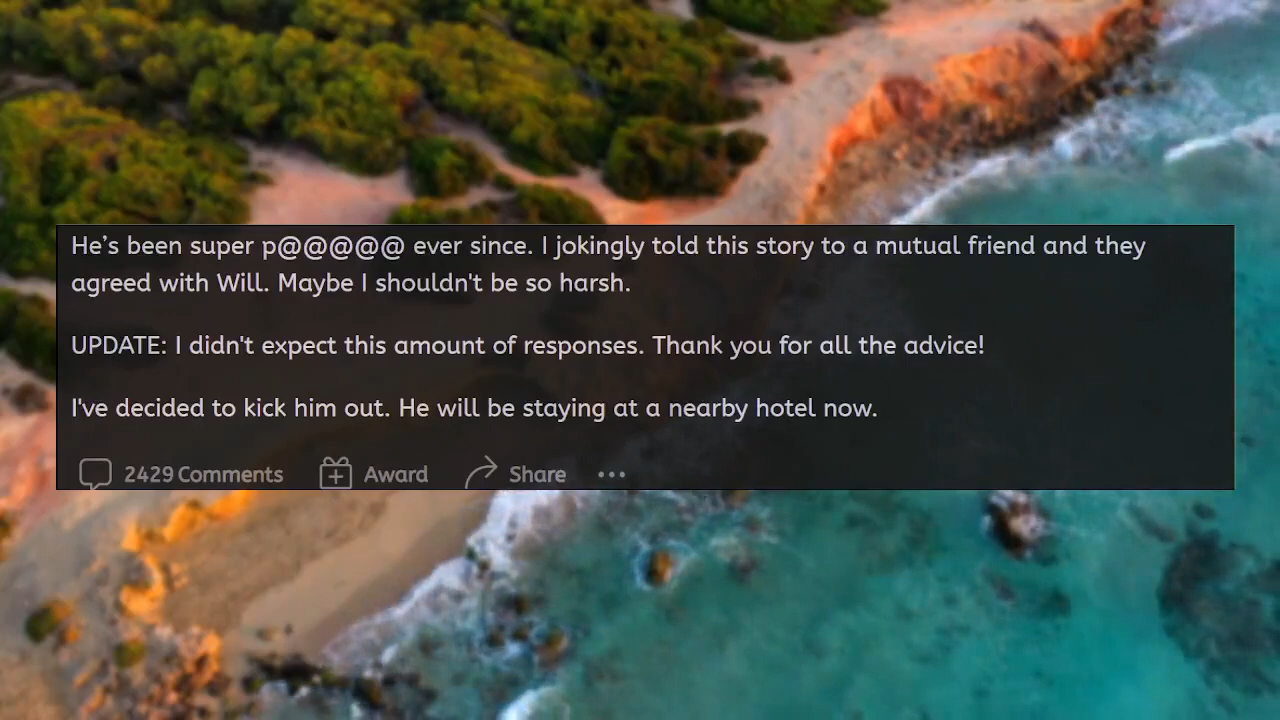 He’s been super p@@@@@ ever since. I jokingly told this story to a mutual friend and they
agreed with Will. Maybe I shouldn't be so harsh.
UPDATE: I didn't expect this amount of responses. Thank you for all the advice!
I've decided to kick him out. He will be staying at a nearby hotel now.
2429 Comments Award Share